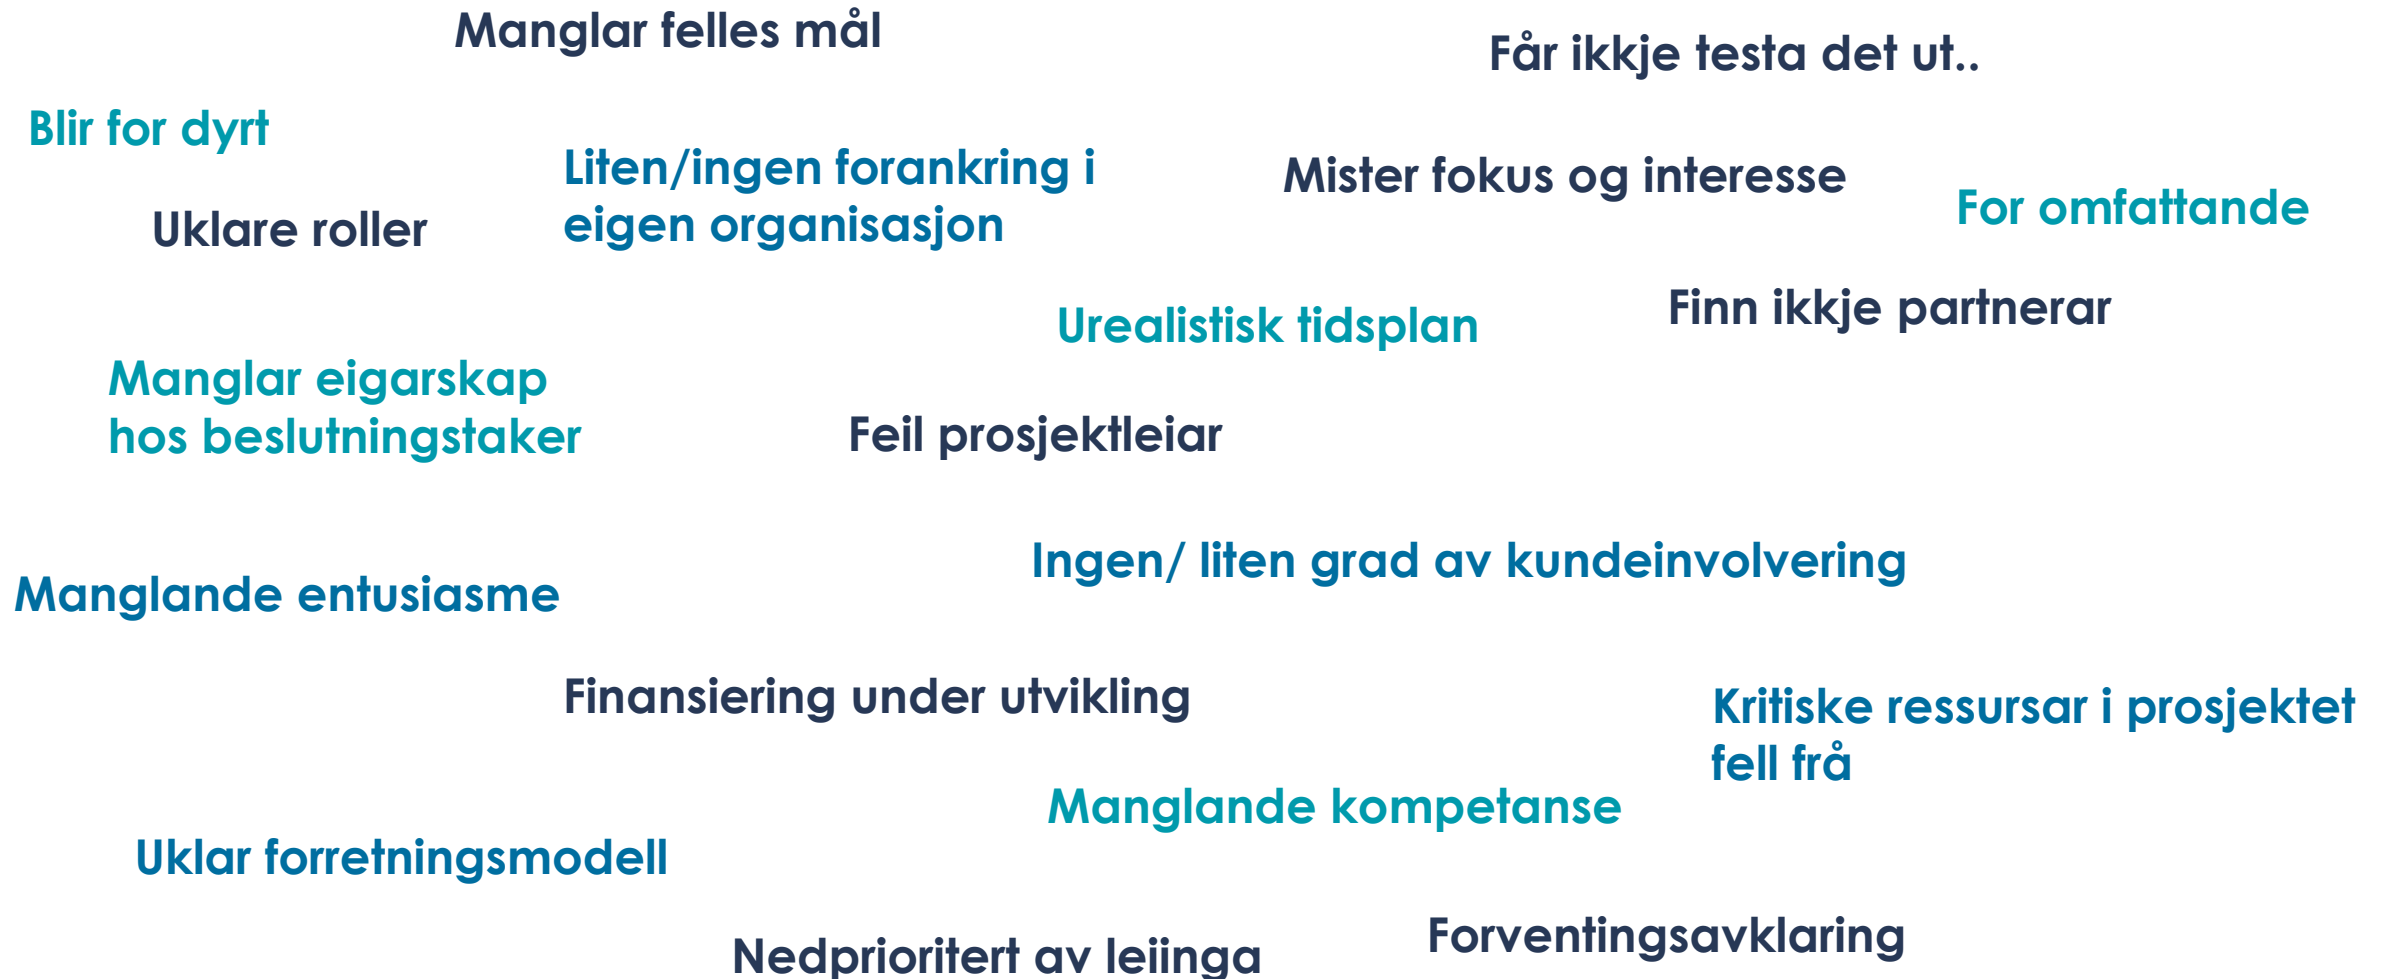 Manglar felles mål
Får ikkje testa det ut..
Blir for dyrt
Liten/ingen forankring i
eigen organisasjon
Mister fokus og interesse
For omfattande
Uklare roller
Urealistisk tidsplan
Finn ikkje partnerar
Manglar eigarskap
hos beslutningstaker
Feil prosjektleiar
Ingen/ liten grad av kundeinvolvering
Manglande entusiasme
Finansiering under utvikling
Kritiske ressursar i prosjektet
fell frå
Manglande kompetanse
Uklar forretningsmodell
Forventingsavklaring
Nedprioritert av leiinga